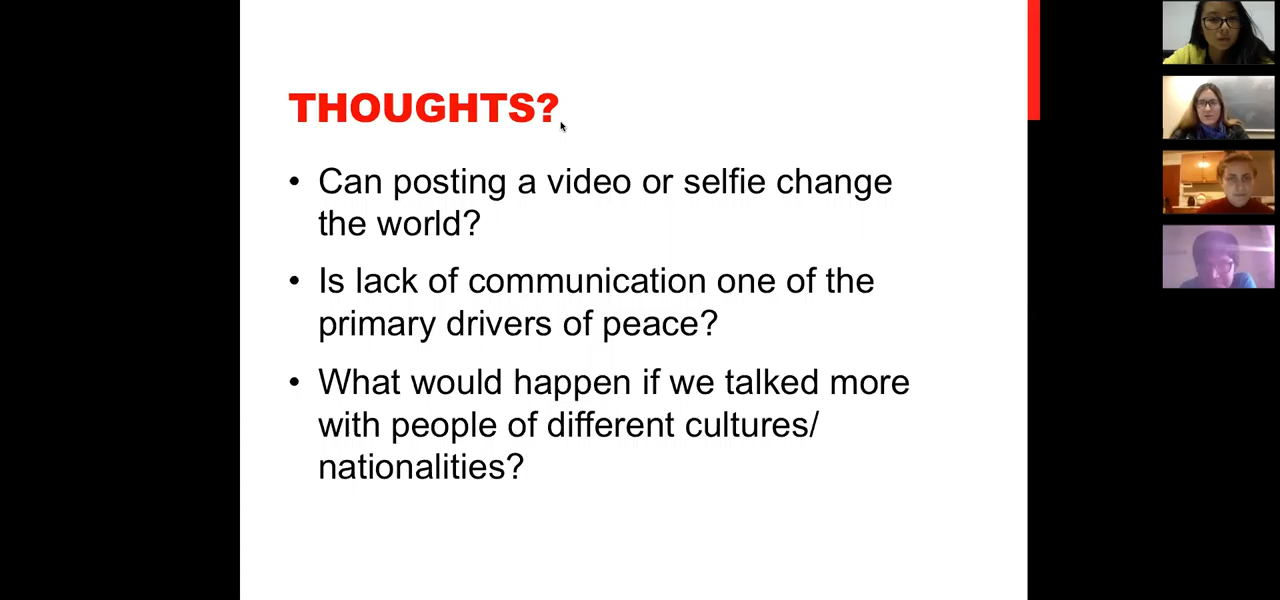 THOUGHTS?
• Can posting a video or selfie change
the world?
• Is lack of communication one of the
primary drivers of peace?
• What would happen if we talked more
with people of different cultures/
nationalities?